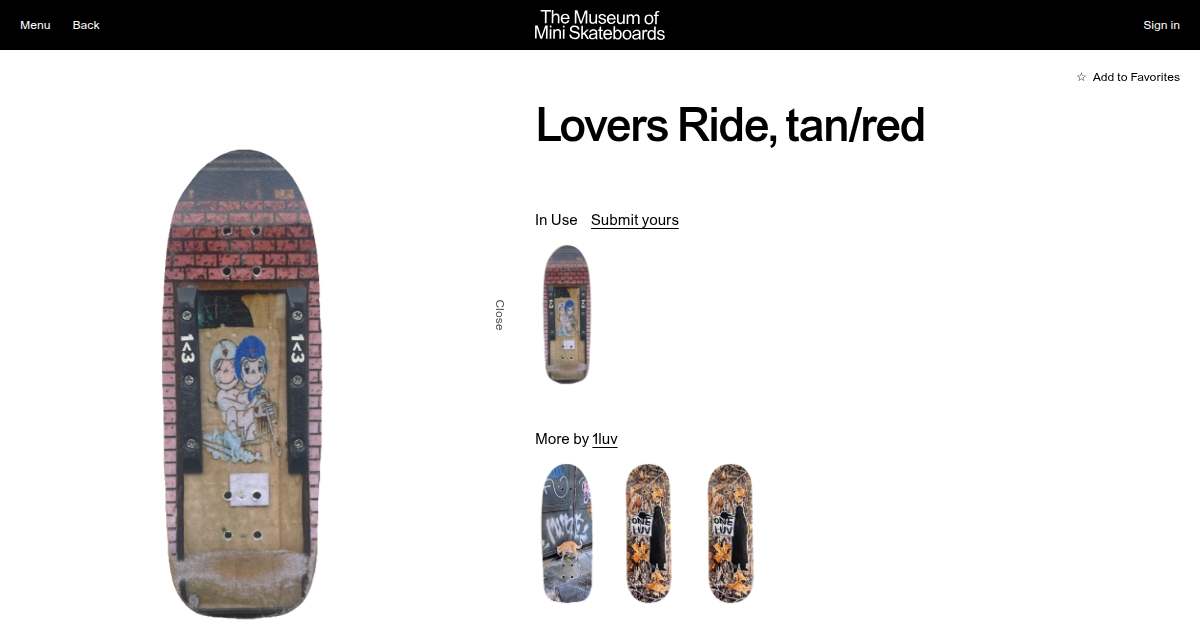 Menu
Back
The Museum of
Mini Skateboards
Sign in
☆ Add to Favorites
Lovers Ride, tan/red
In Use
Submit yours
1<3
1<3
Close
More by 1luv
ONE
LUV
ONE
LUV